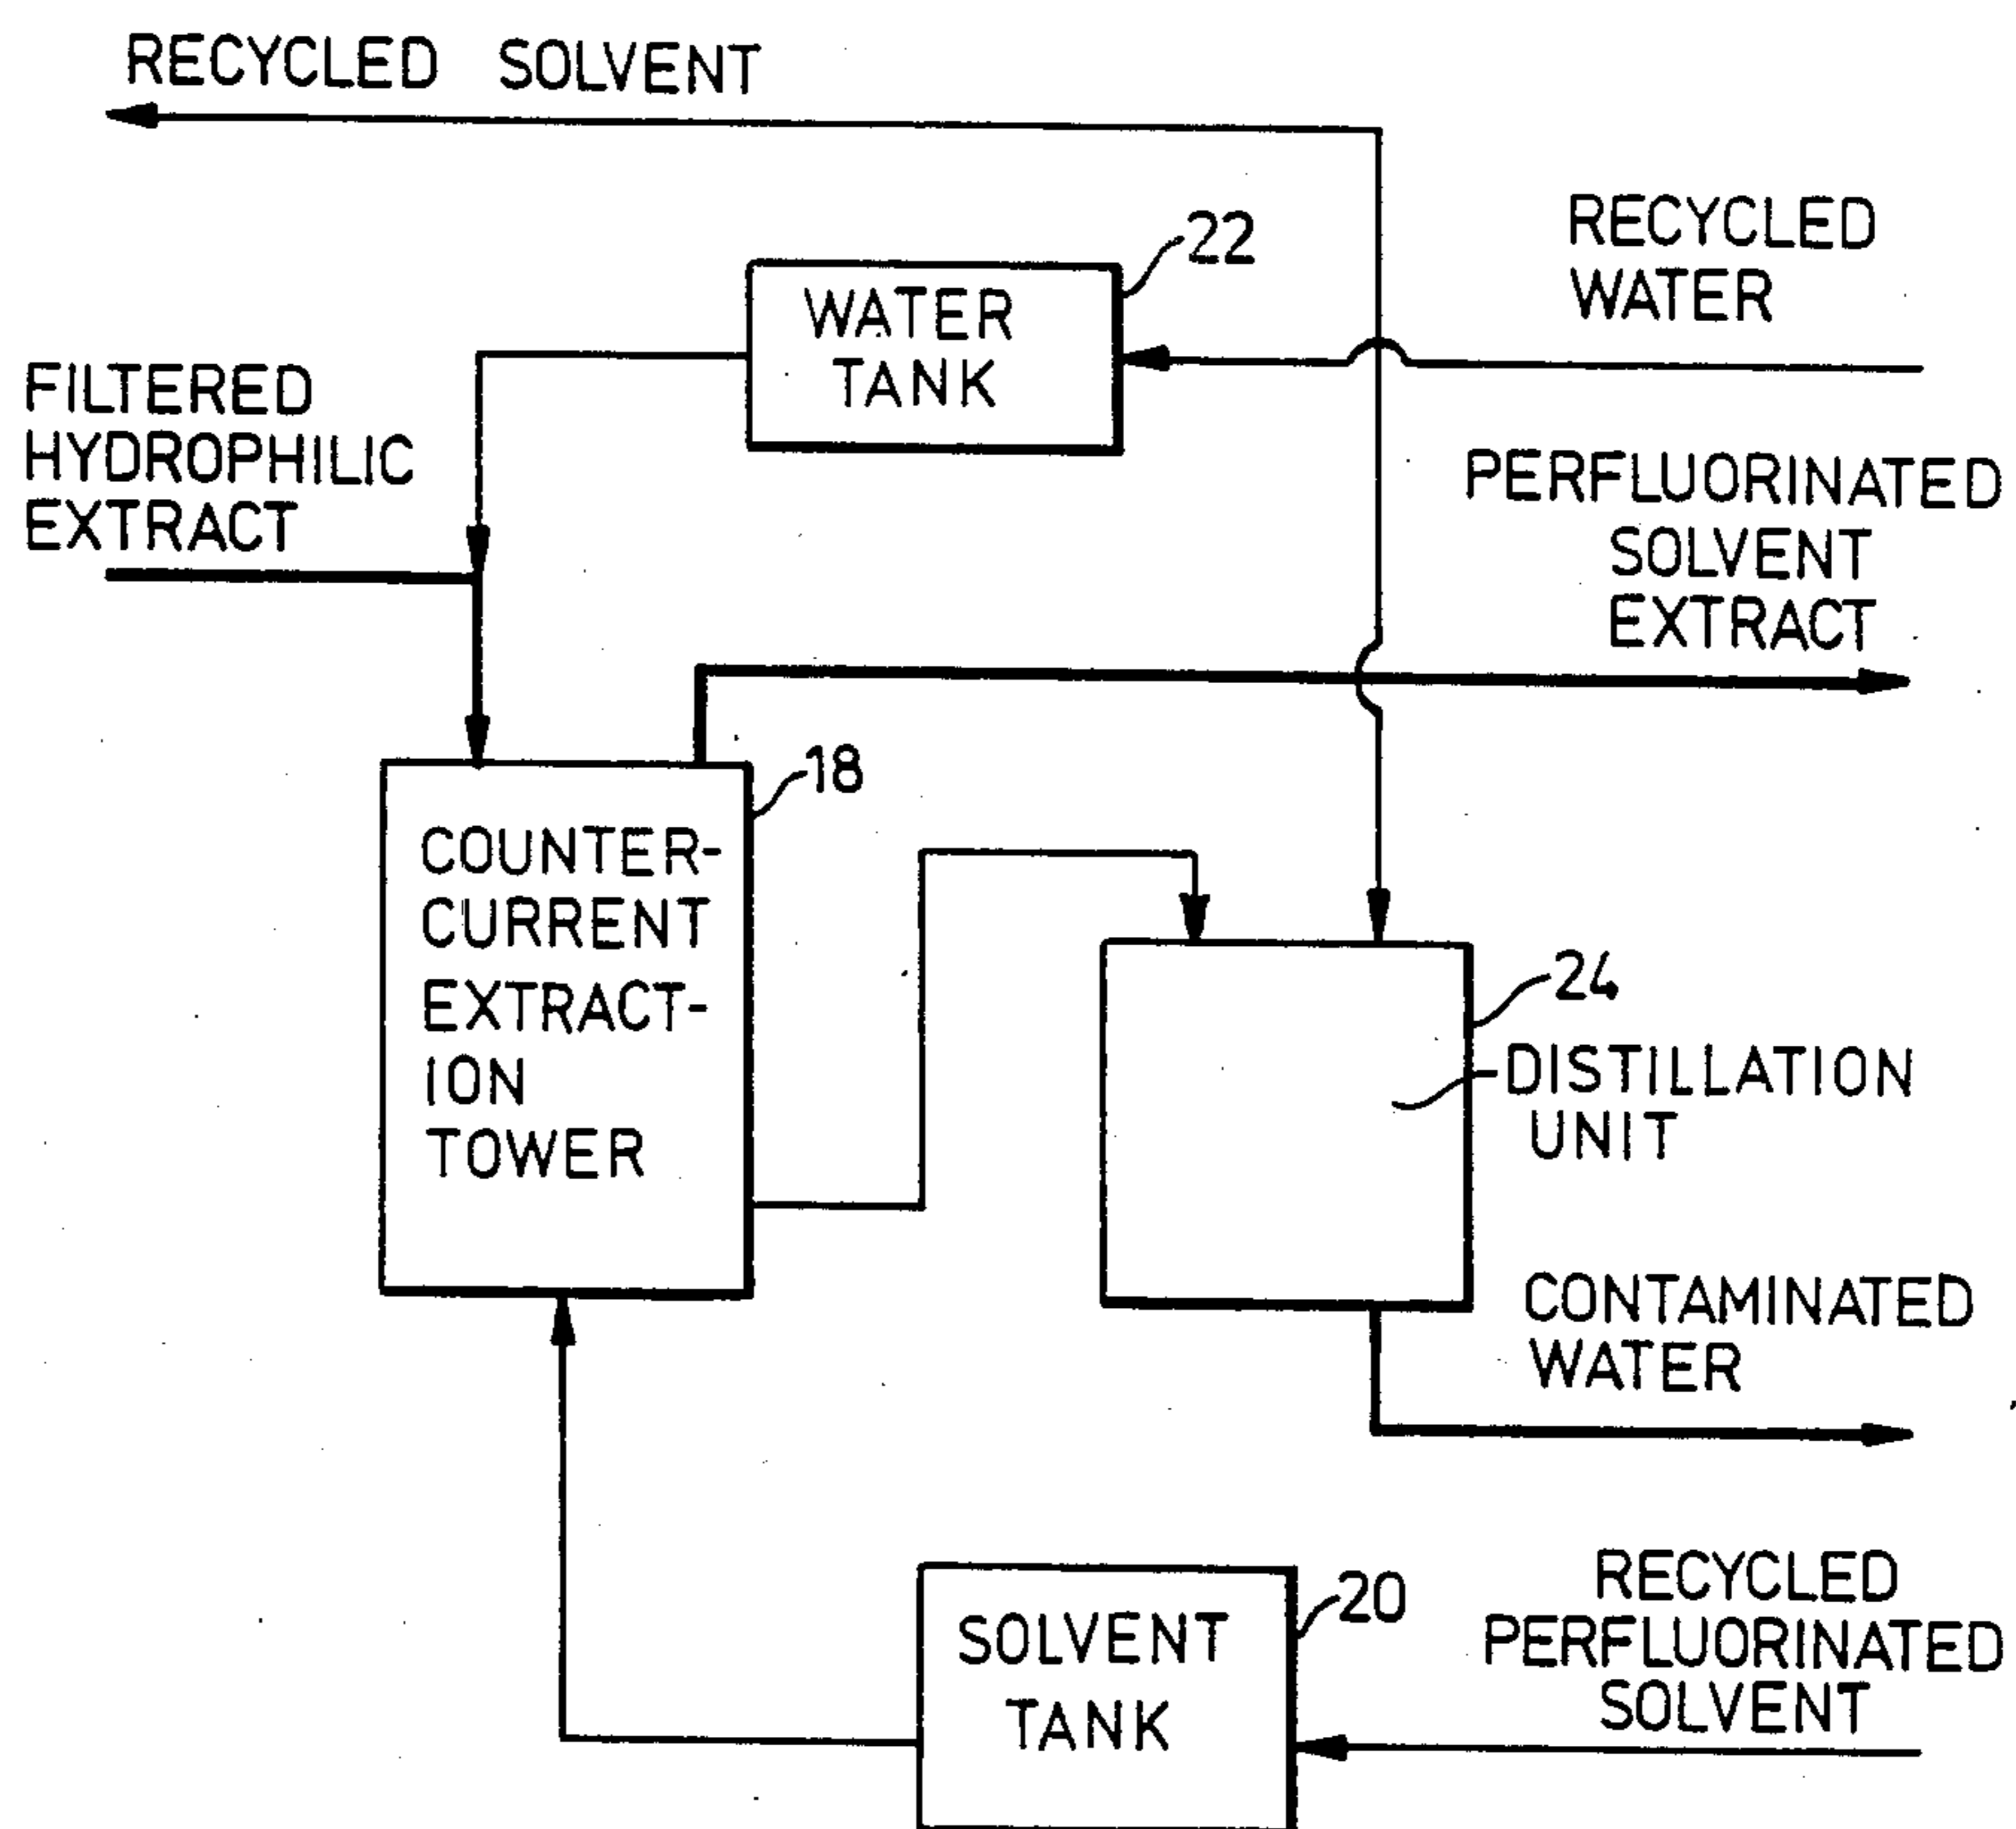 RECYCLED SOLVENT
22
RECYCLED
WATER
WATER
TANK
FILTERED
HYDROPHILIC
EXTRACT
PERFLUORINATED
SOLVENT
EXTRACT
18
COUNTER-
CURRENT
EXTRACT-
ION
TOWER
24
DISTILLATION
UNIT
CONTAMINATED
WATER
20
SOLVENT
TANK
RECYCLED
PERFLUORINATED
SOLVENT